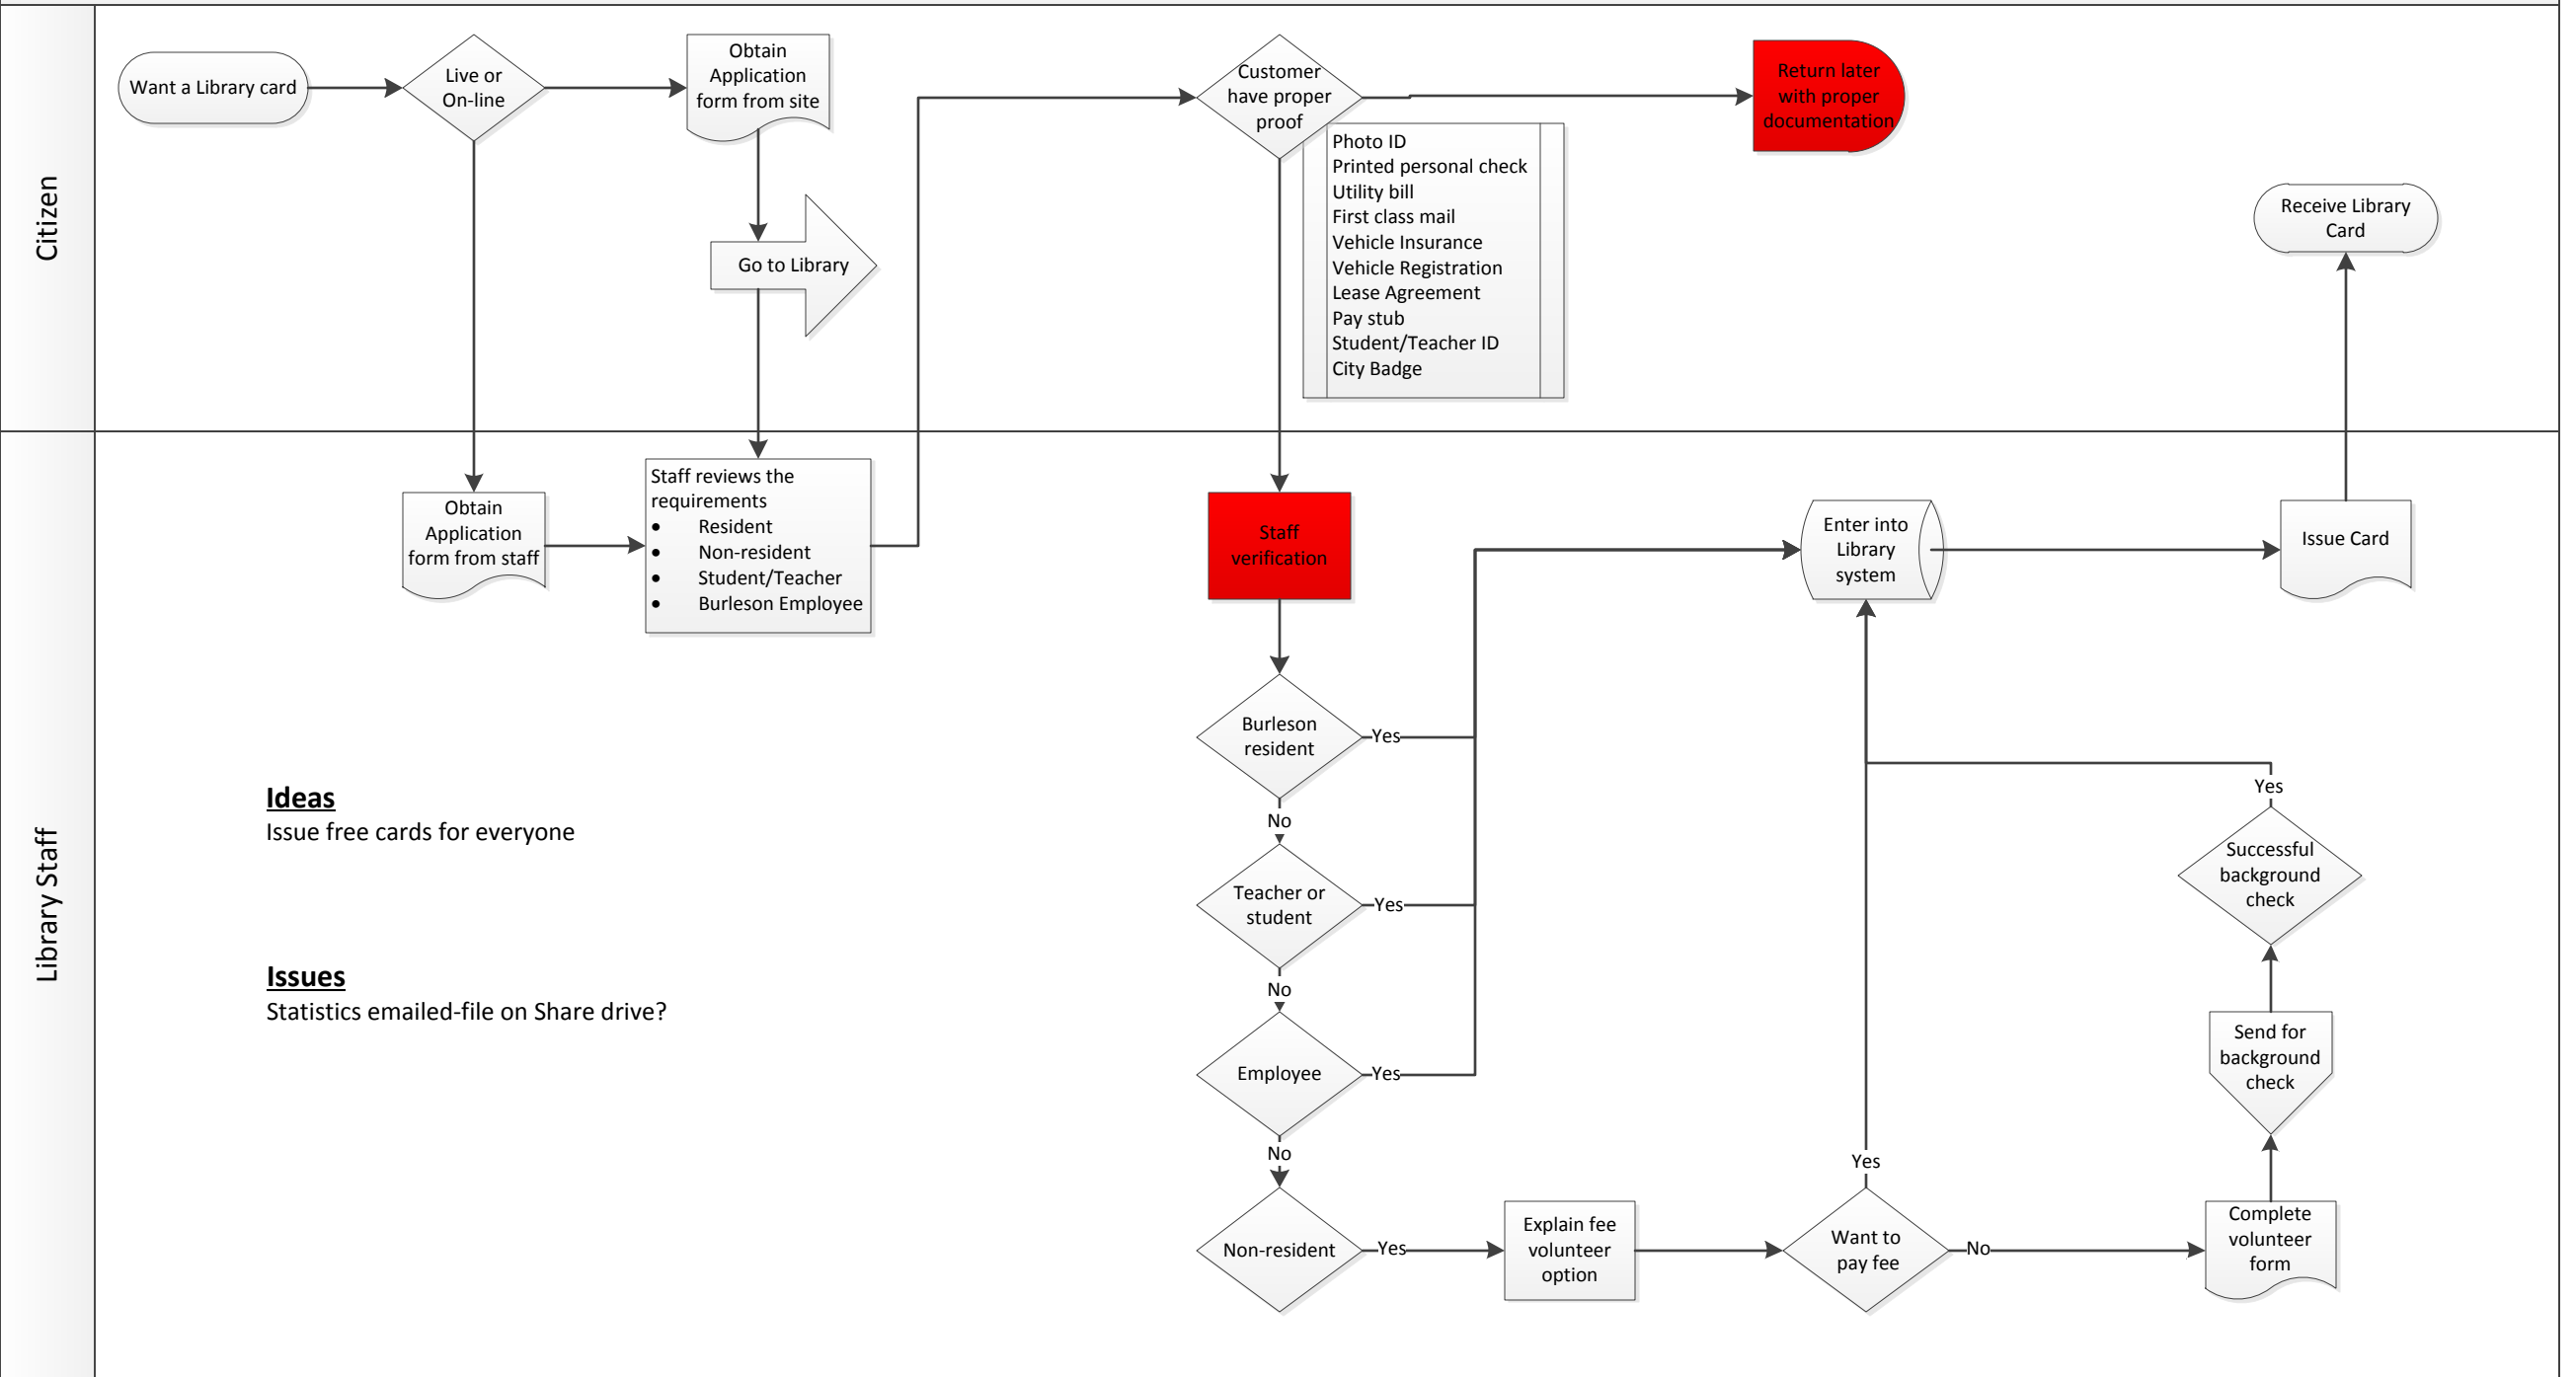 Citizen
Want a Library card
Live or
On-line
Obtain
Application
form from site
Go to Library
Customer
have proper
proof
Photo ID
Printed personal check
Utility bill
First class mail
Vehicle Insurance
Vehicle Registration
Lease Agreement
Pay stub
Student/Teacher ID
City Badge
Return later
with proper
documentation
Receive Library
Card
Library Staff
Obtain
Application
form from staff
Staff reviews the
requirements
• Resident
• Non-resident
• Student/Teacher
• Burleson Employee
Staff
verification
Enter into
Library
system
Issue Card
Burleson
resident
Yes
No
Teacher or
student
Yes
No
Employee
Yes
No
Non-resident
Yes
Explain fee
volunteer
option
Want to
pay fee
Yes
No
Complete
volunteer
form
Send for
background
check
Successful
background
check
Yes
Ideas
Issue free cards for everyone
Issues
Statistics emailed-file on Share drive?